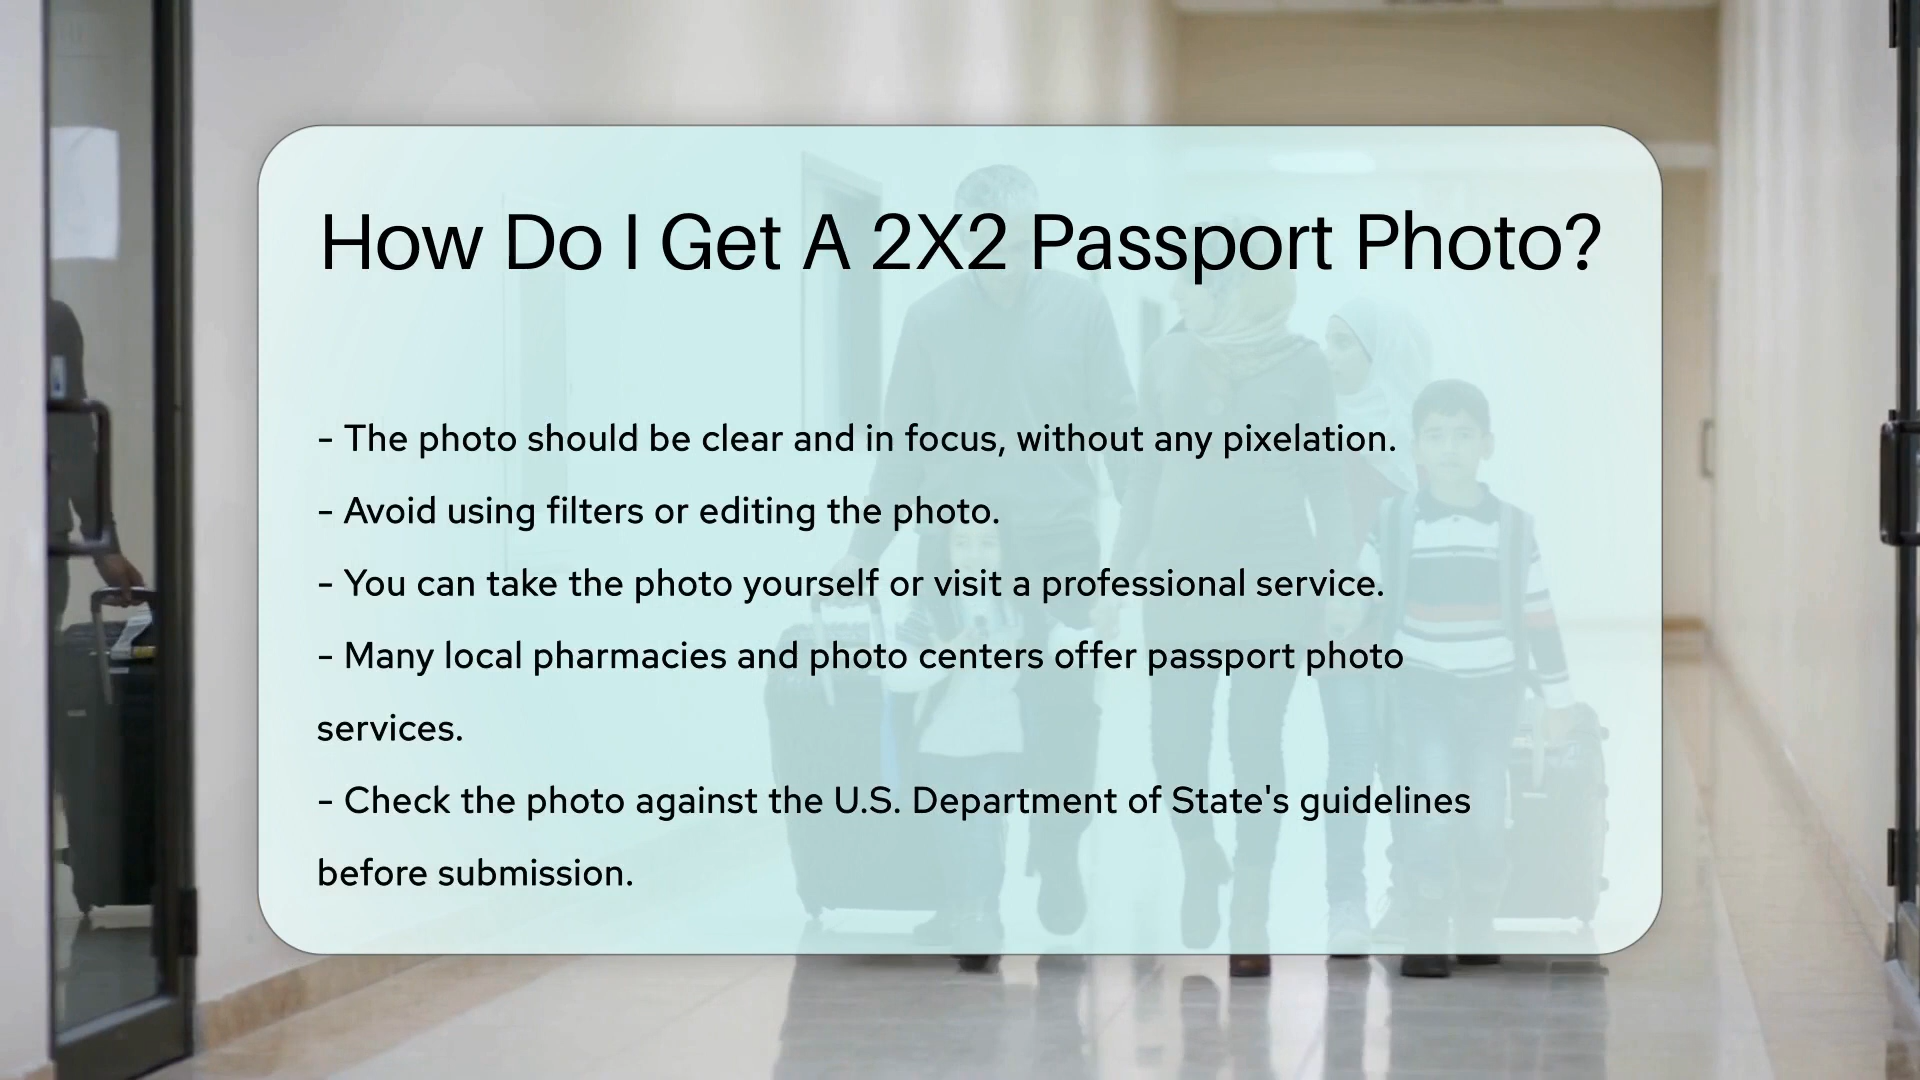 How Do I Get A 2X2 Passport Photo?
- The photo should be clear and in focus, without any pixelation.
- Avoid using filters or editing the photo.
- You can take the photo yourself or visit a professional service.
- Many local pharmacies and photo centers offer passport photo
services.
- Check the photo against the U.S. Department of State's guidelines
before submission.